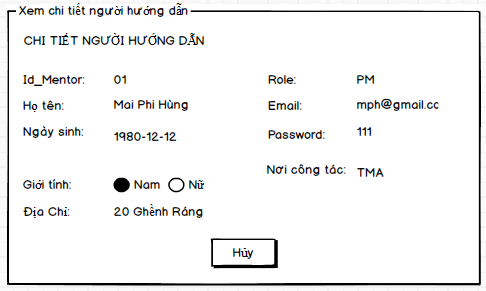 Xem chi tiết người hướng dẫn
CHI TIẾT NGƯỜI HƯỚNG DẪN
Id_Mentor: 01 Role: PM
Họ tên: Mai Phi Hùng Email: mph@gmail.cc
Ngày sinh: 1980-12-12 Password: 111
Nơi công tác: TMA
Giới tính: Nam Nữ
Địa Chỉ: 20 Ghềnh Ráng
Hủy